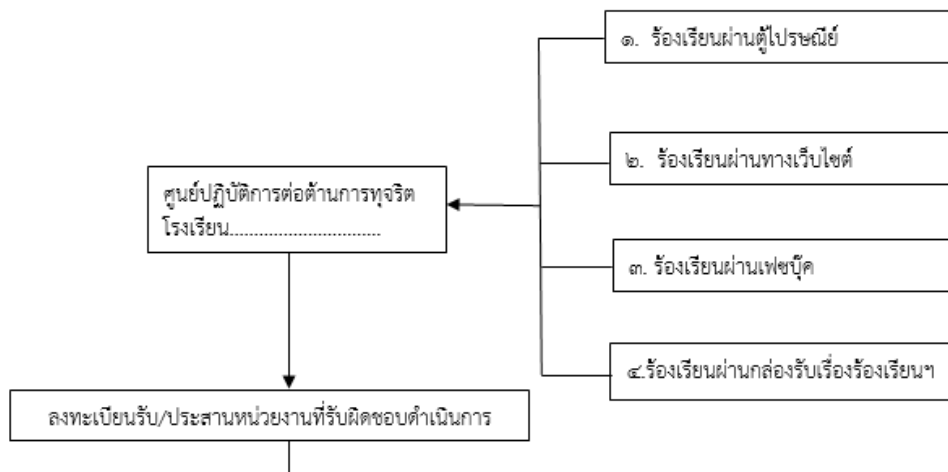 ๑. ร้องเรียนผ่านตู้ไปรษณีย์
๒. ร้องเรียนผ่านทางเว็บไซต์
ศูนย์ปฏิบัติการต่อต้านการทุจริต
โรงเรียน...............................
๓. ร้องเรียนผ่านเฟซบุ๊ค
๔.ร้องเรียนผ่านกล่องรับเรื่องร้องเรียนฯ
ลงทะเบียนรับ/ประสานหน่วยงานที่รับผิดชอบดำเนินการ